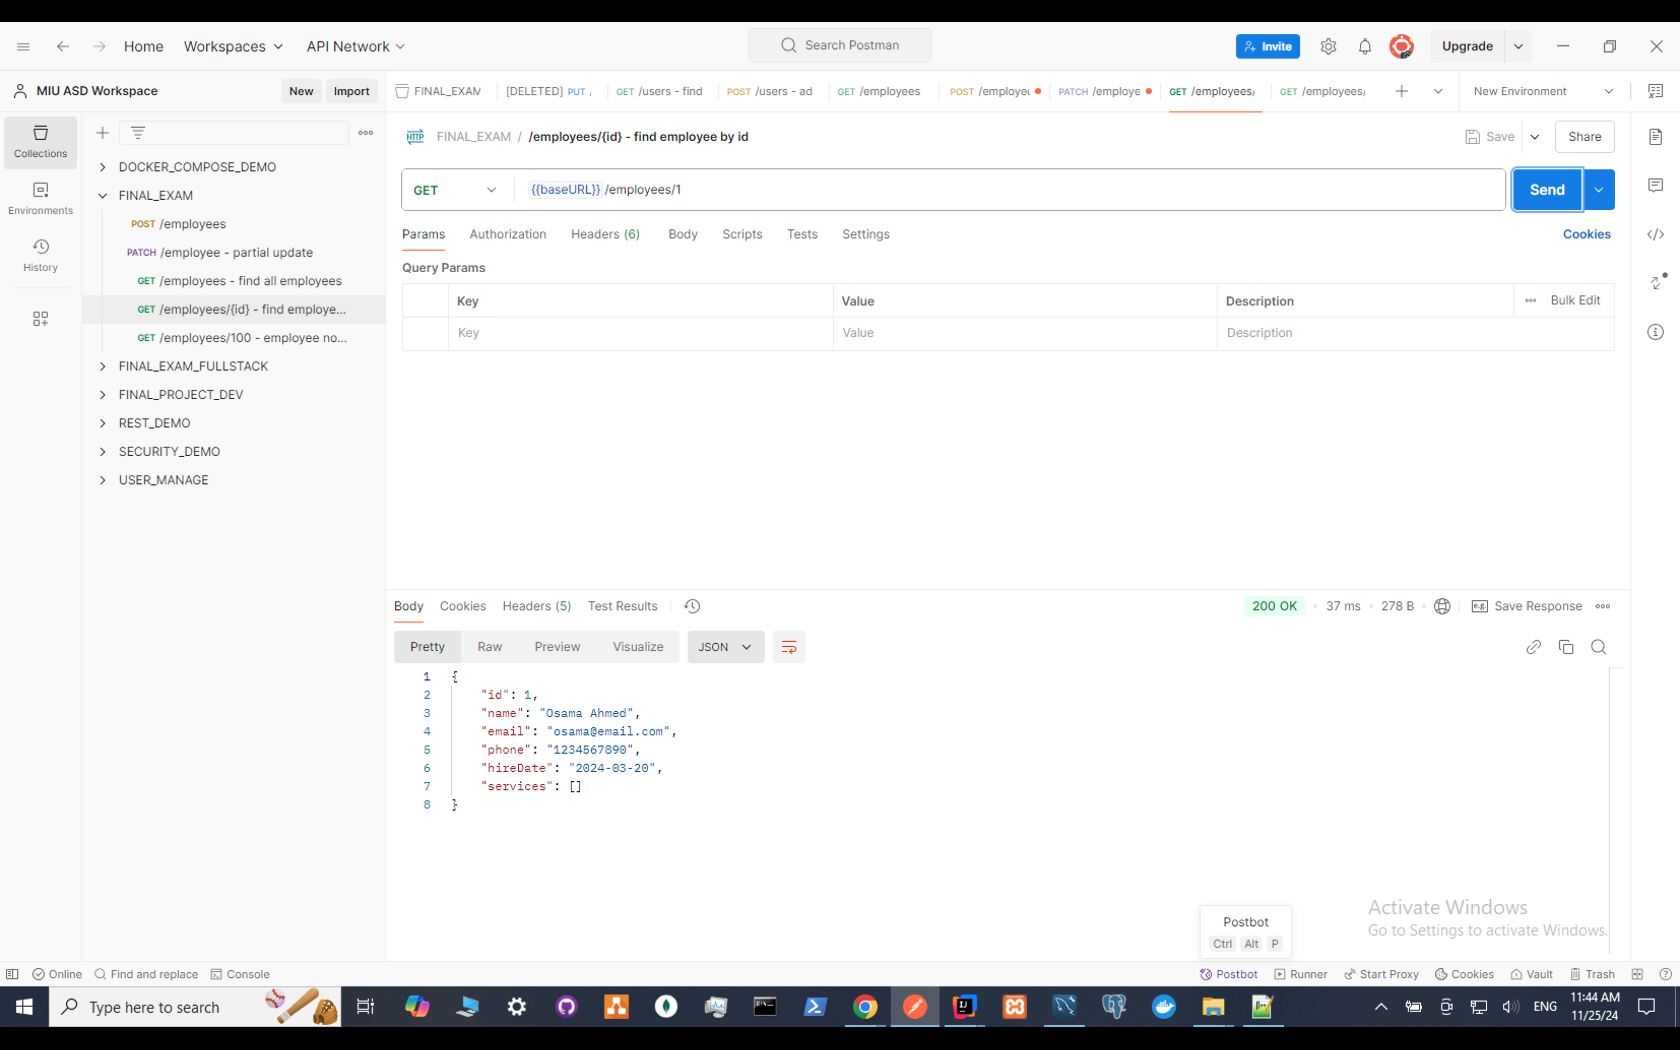 Home
Workspaces
API Network
Search Postman
Invite
Upgrade
MIU ASD Workspace
New
Import
FINAL_EXAM
[DELETED] PUT
GET /users - find
POST /users - ad
GET /employees
POST /employe
PATCH /employe
GET /employees/
GET /employees/
New Environment
Collections
Environments
History
DOCKER_COMPOSE_DEMO
FINAL_EXAM
POST /employees
PATCH /employee - partial update
GET /employees - find all employees
GET /employees/{id} - find employe...
GET /employees/100 - employee no...
FINAL_EXAM_FULLSTACK
FINAL_PROJECT_DEV
REST_DEMO
SECURITY_DEMO
USER_MANAGE
HTTP
FINAL_EXAM / /employees/{id} - find employee by id
Save
Share
GET
{{baseURL}} /employees/1
Send
Params
Authorization
Headers (6)
Body
Scripts
Tests
Settings
Cookies
Query Params
Key
Value
Description
Bulk Edit
Key
Value
Description
Body
Cookies
Headers (5)
Test Results
200 OK
37 ms
278 B
e.g.
Save Response
Pretty
Raw
Preview
Visualize
JSON
1 {
2 "id": 1,
3 "name": "Osama Ahmed",
4 "email": "osama@email.com",
5 "phone": "1234567890",
6 "hireDate": "2024-03-20",
7 "services": []
8 }
Postbot
Ctrl Alt P
Activate Windows
Go to Settings to activate Windows.
Online
Find and replace
Console
Postbot
Runner
Start Proxy
Cookies
Vault
Trash
Type here to search
ENG
11:44 AM
11/25/24